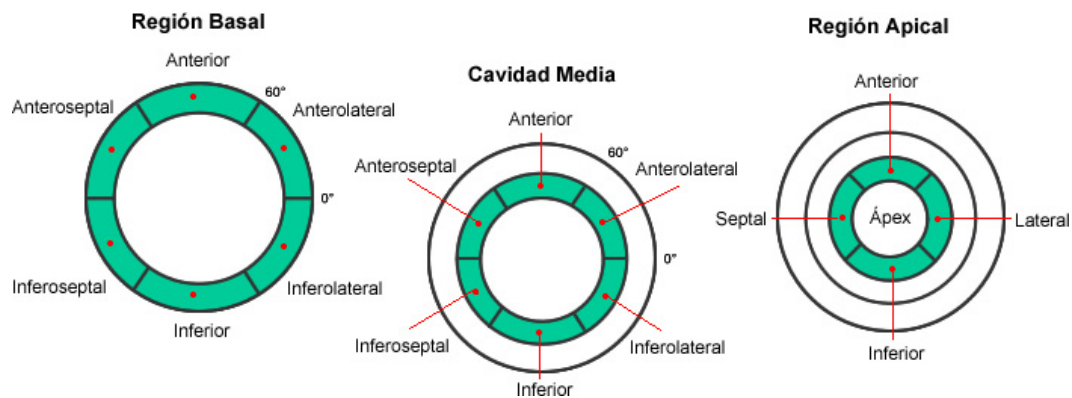 Región Basal
Anterior
60°
Anteroseptal
Anterolateral
0°
Inferoseptal
Inferolateral
Inferior
Cavidad Media
Anterior
60°
Anteroseptal
Anterolateral
0°
Inferoseptal
Inferolateral
Inferior
Región Apical
Anterior
Septal
Ápex
Lateral
Inferior